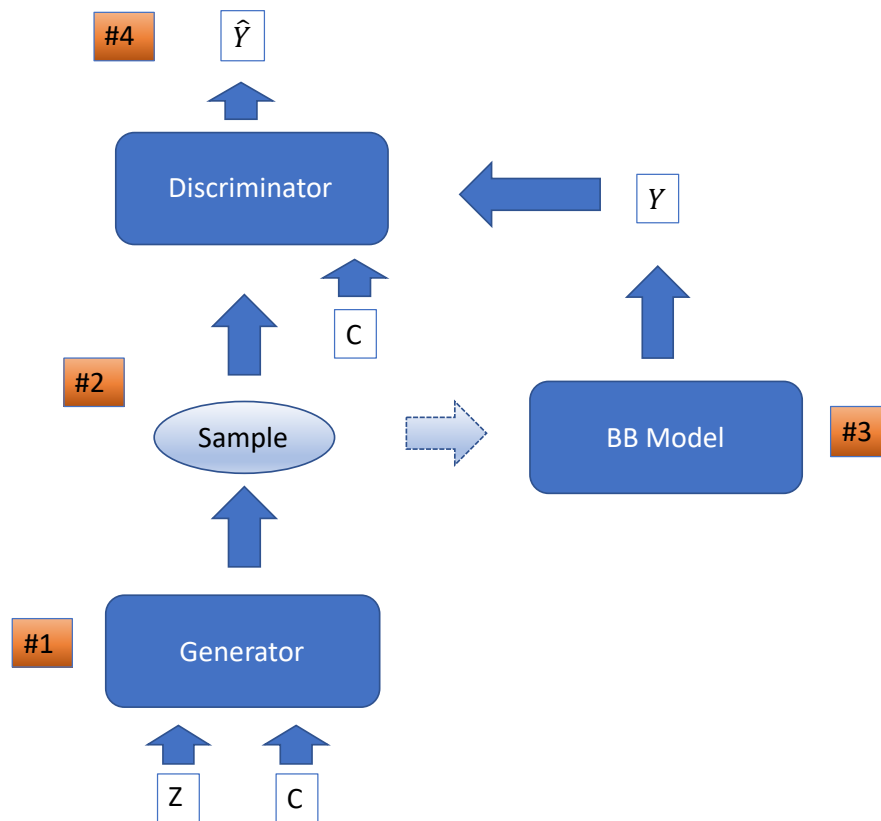 #4
Ŷ
Discriminator
Y
C
#2
Sample
BB Model
#3
#1
Generator
Z
C